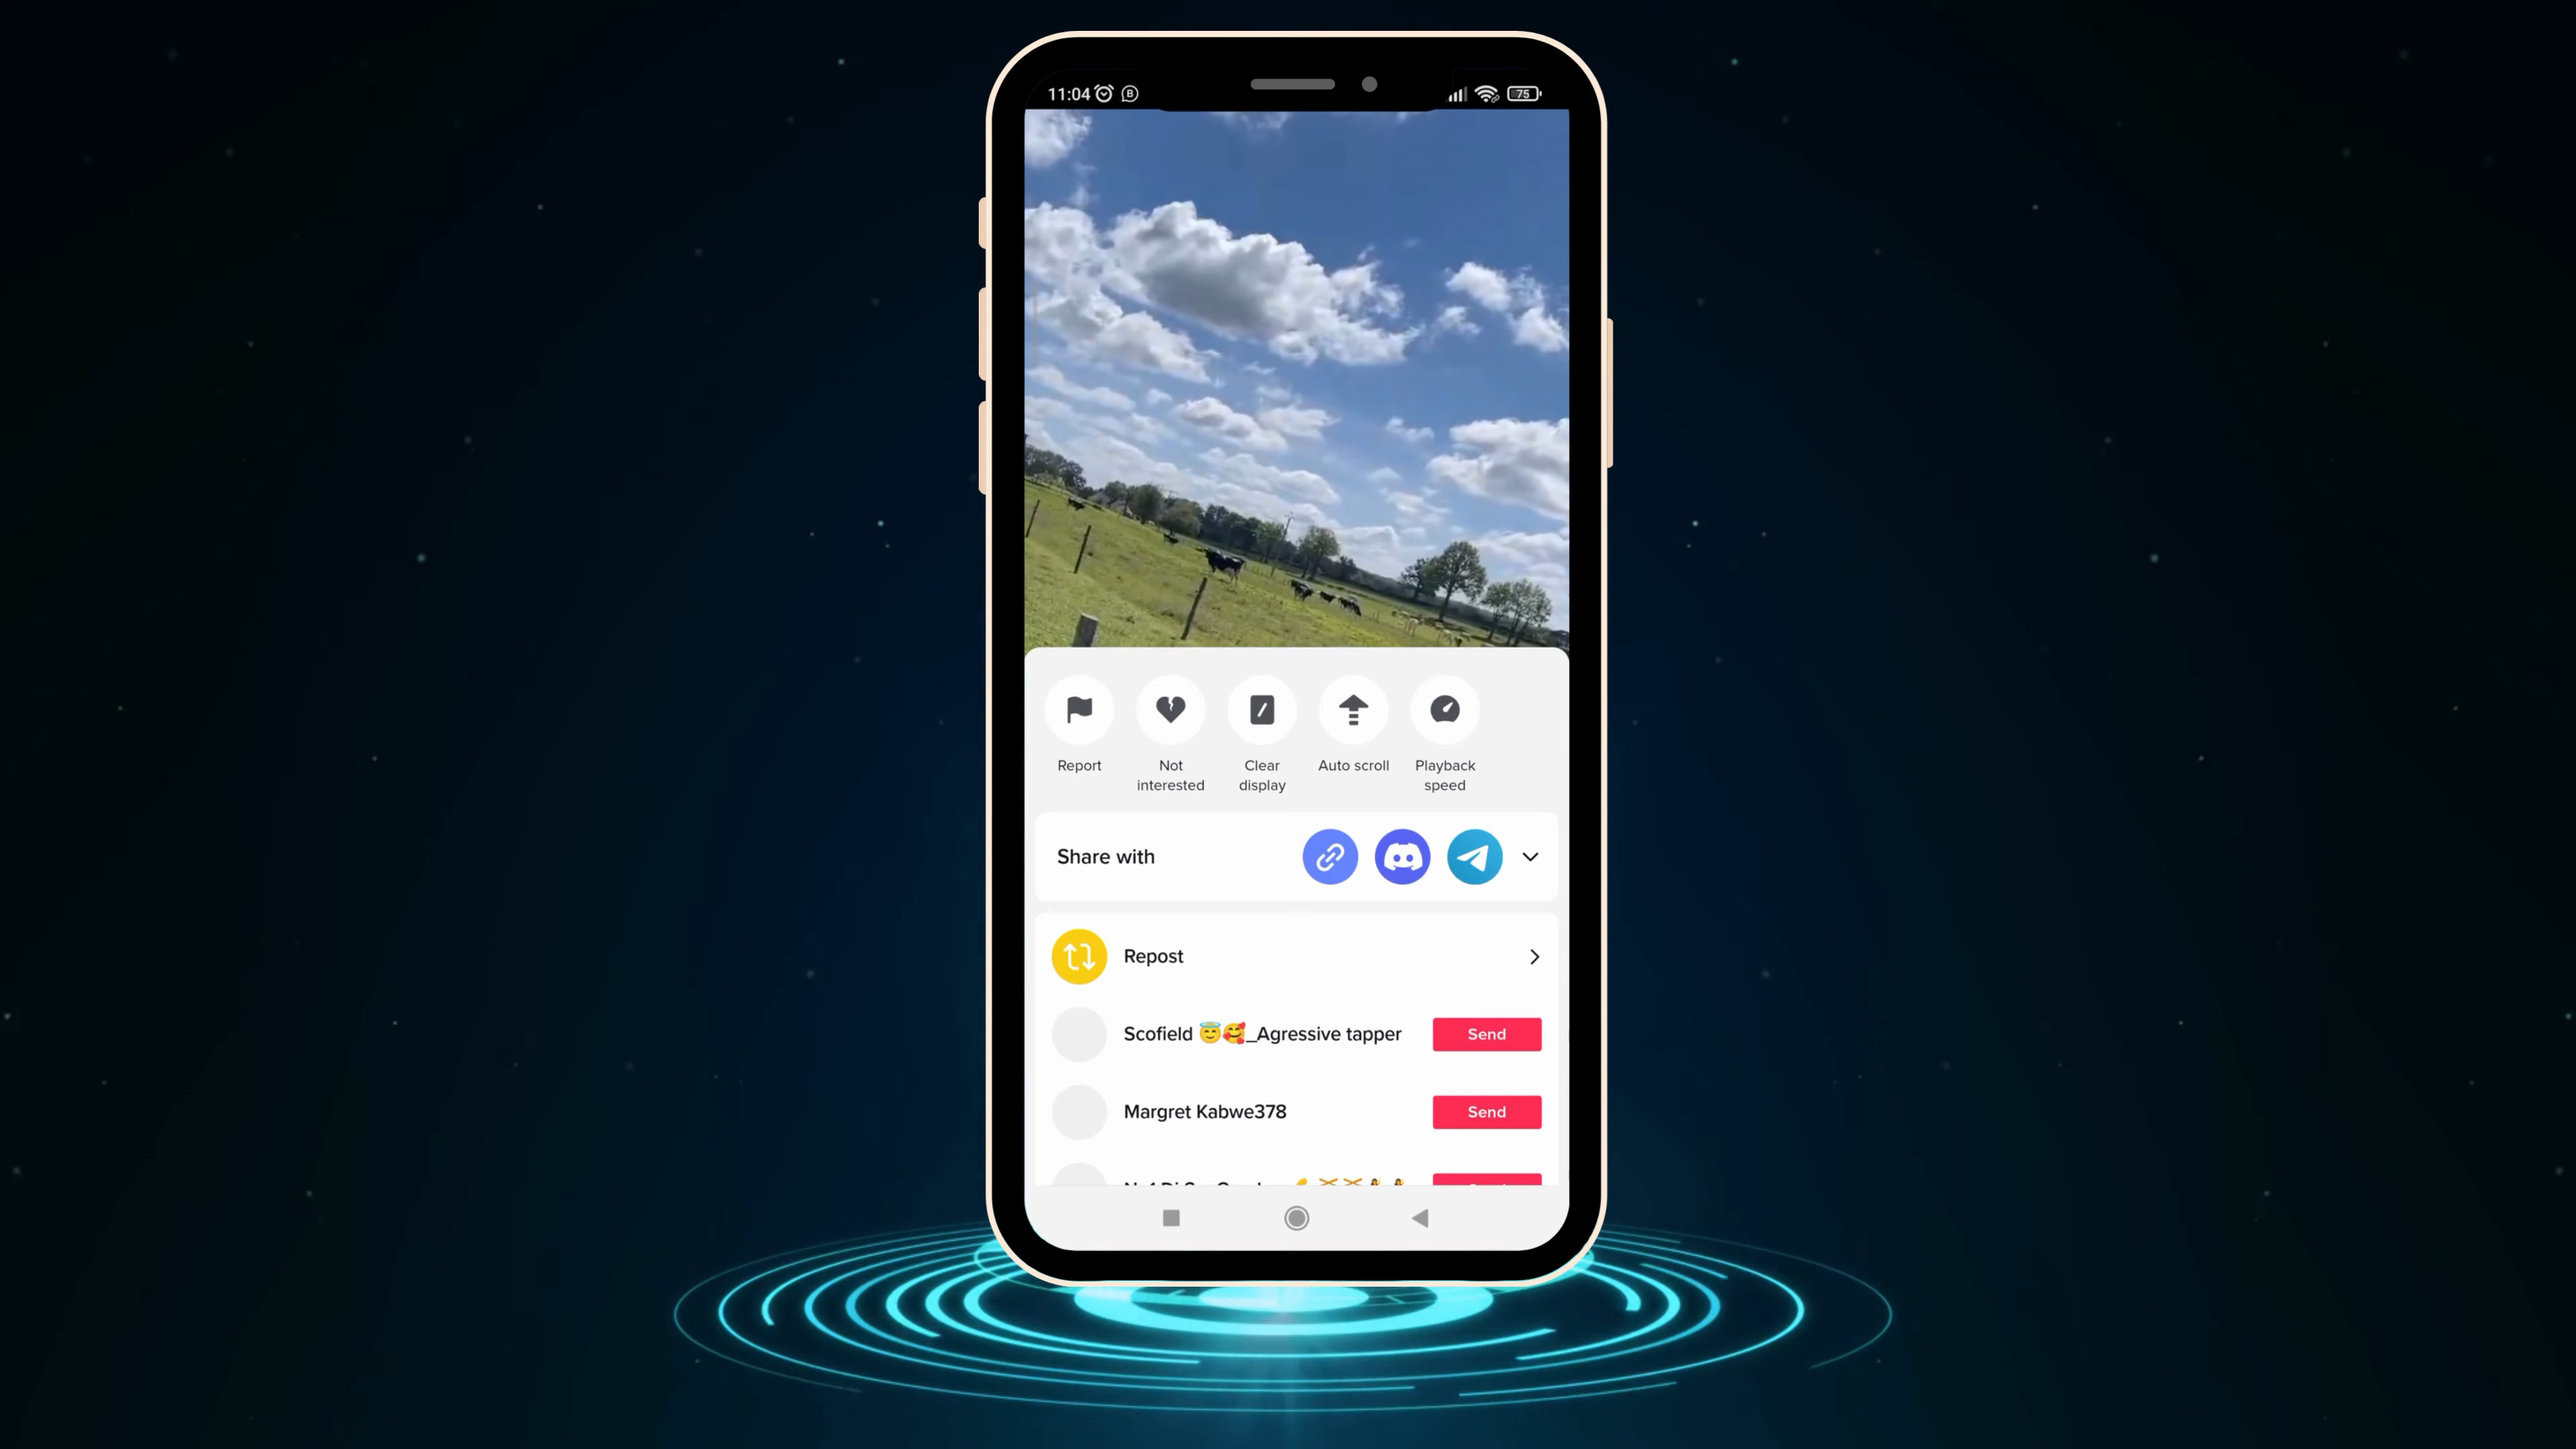 11:04
75
Report
Not interested
Clear display
Auto scroll
Playback speed
Share with
Repost
Scofield 😇🥰_Agressive tapper
Send
Margret Kabwe378
Send